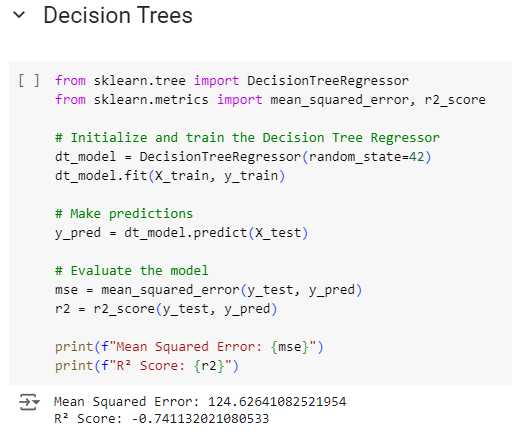 Decision Trees
[ ] from sklearn.tree import DecisionTreeRegressor
from sklearn.metrics import mean_squared_error, r2_score
# Initialize and train the Decision Tree Regressor
dt_model = DecisionTreeRegressor(random_state=42)
dt_model.fit(X_train, y_train)
# Make predictions
y_pred = dt_model.predict(X_test)
# Evaluate the model
mse = mean_squared_error(y_test, y_pred)
r2 = r2_score(y_test, y_pred)
print(f"Mean Squared Error: {mse}")
print(f"R² Score: {r2}")
Mean Squared Error: 124.62641082521954
R² Score: -0.741132021080533